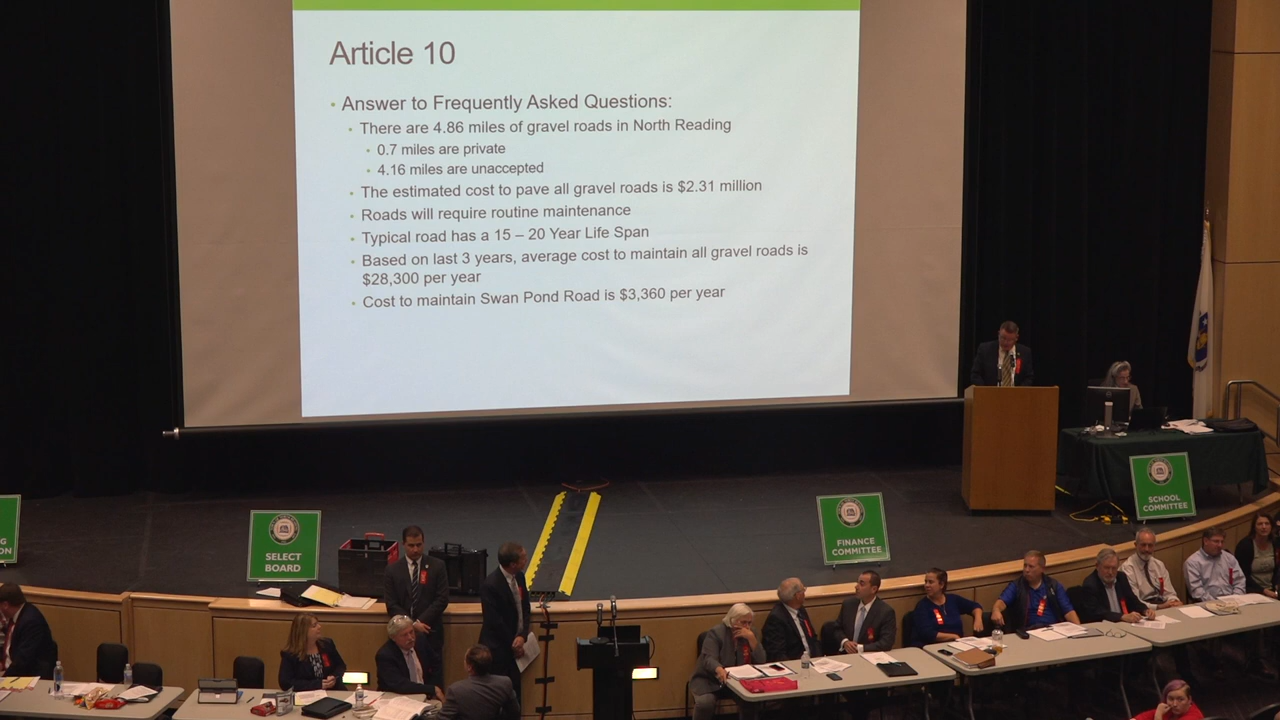 Article 10
• Answer to Frequently Asked Questions:
• There are 4.86 miles of gravel roads in North Reading
• 0.7 miles are private
• 4.16 miles are unaccepted
• The estimated cost to pave all gravel roads is $2.31 million
• Roads will require routine maintenance
• Typical road has a 15 – 20 Year Life Span
• Based on last 3 years, average cost to maintain all gravel roads is
$28,300 per year
• Cost to maintain Swan Pond Road is $3,360 per year
SELECT
BOARD
FINANCE
COMMITTEE
SCHOOL
COMMITTEE
G
ON